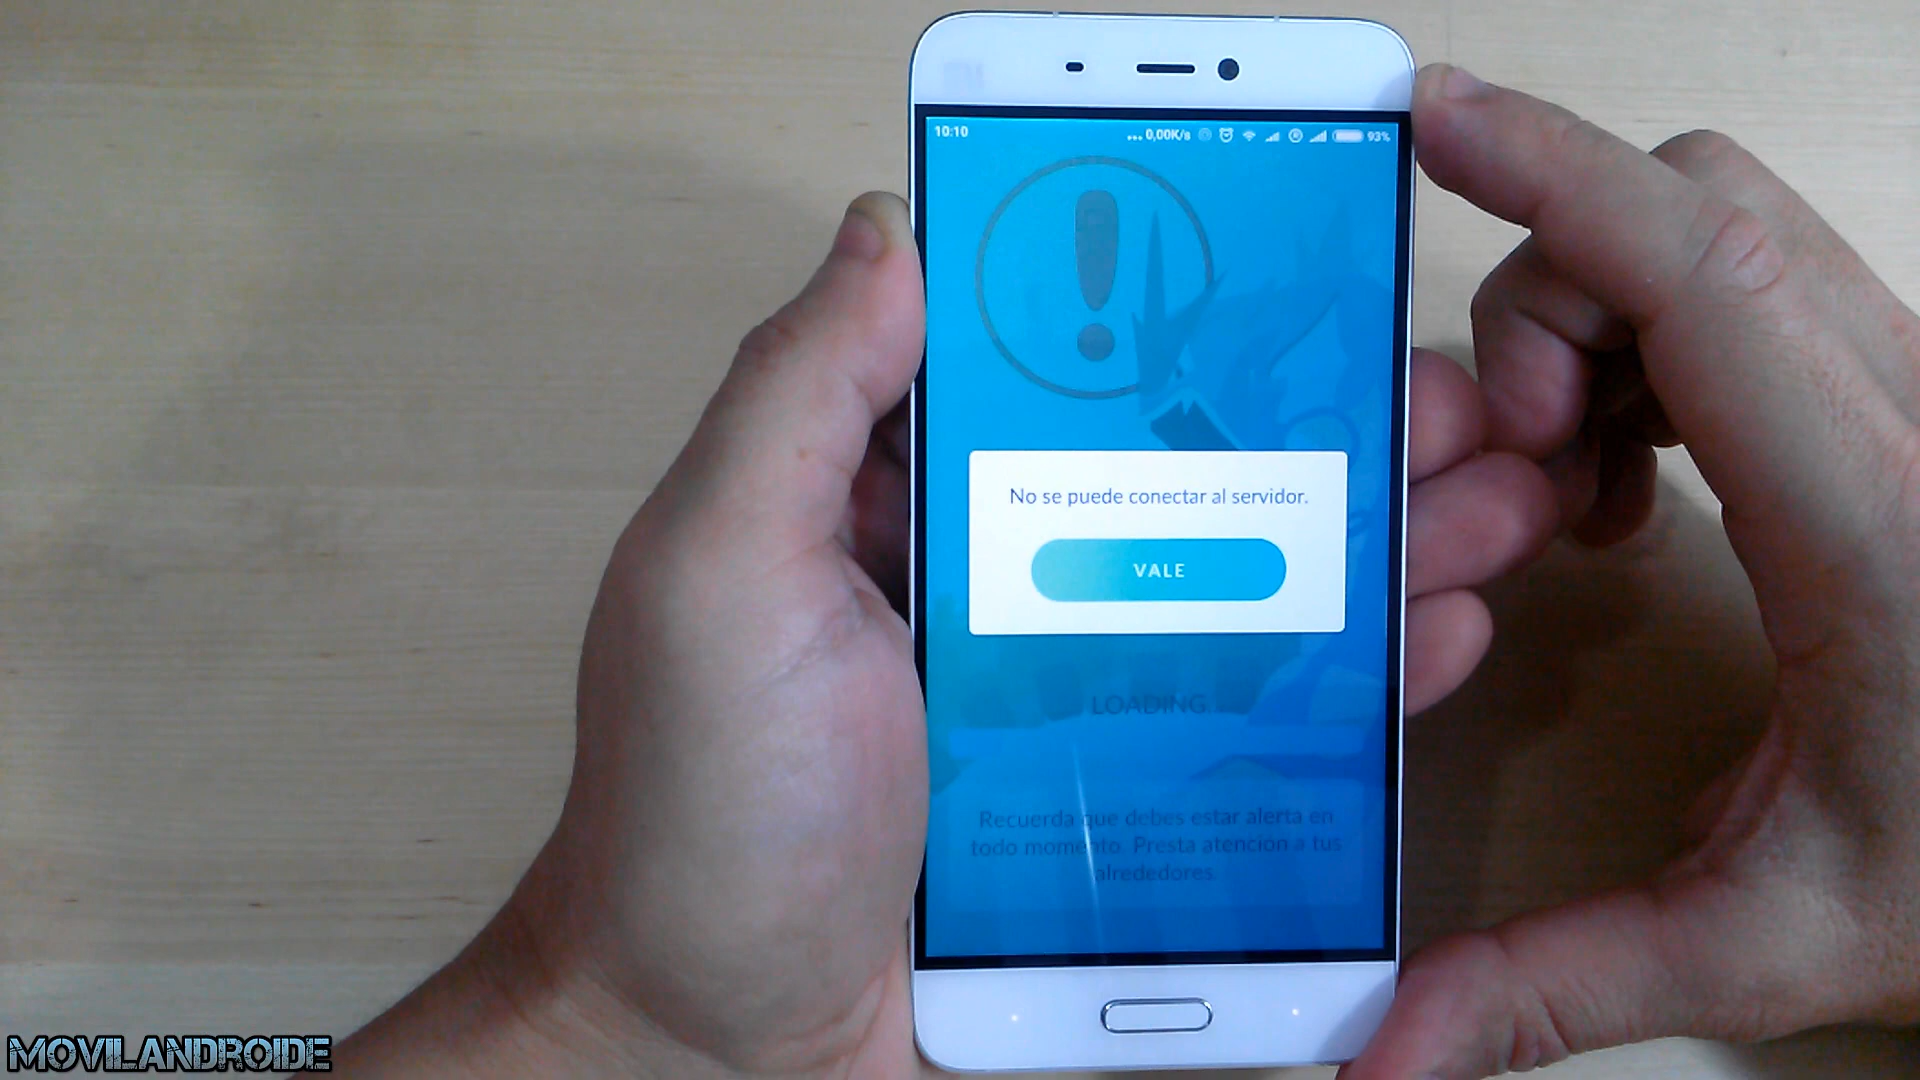 10:10
... 0,00K/s
93%
No se puede conectar al servidor.
VALE
LOADING.
Recuerda que debes estar alerta en
todo momento. Presta atención a tus
alrededores.
MOVILANDROIDE